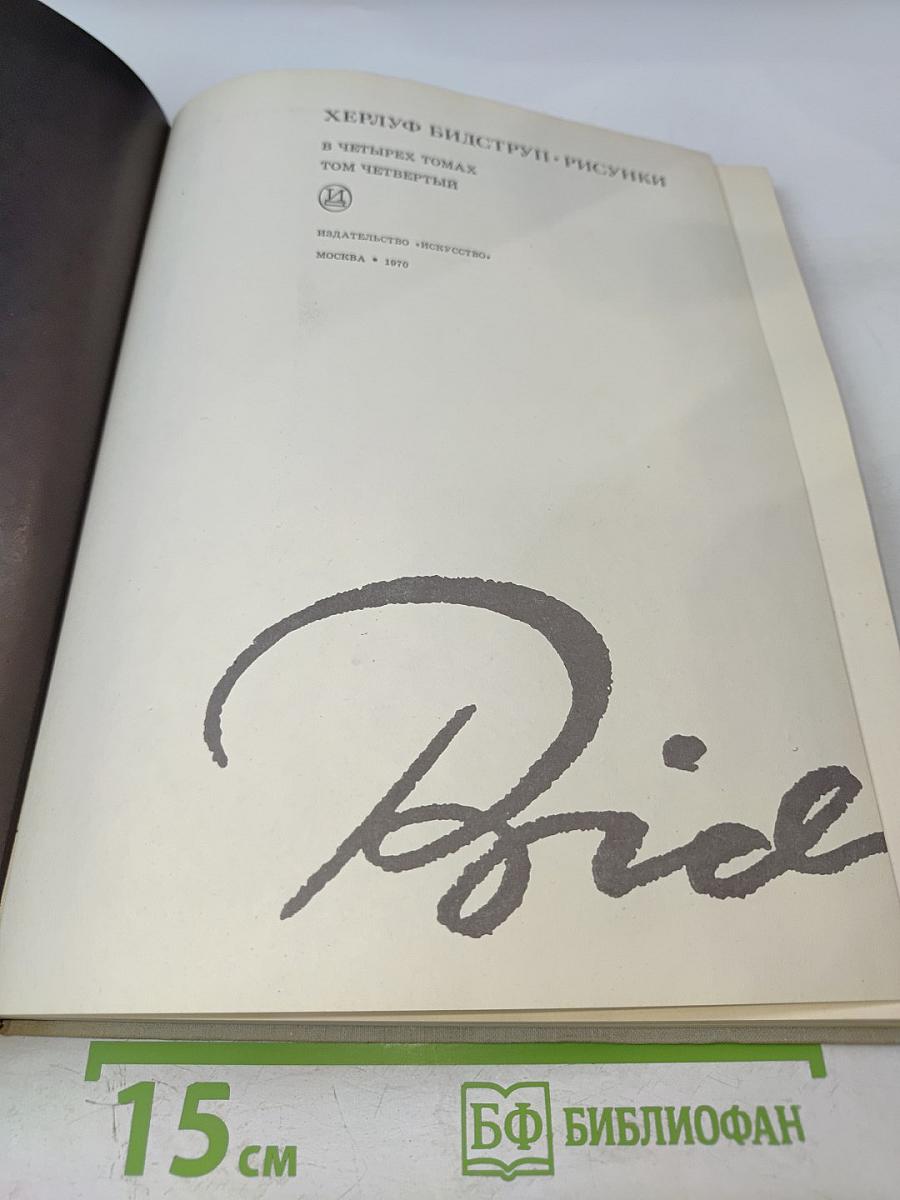 ХЕРЛУФ БИДСТРУП • РИСУНКИ
В ЧЕТЫРЕХ ТОМАХ
ТОМ ЧЕТВЕРТЫЙ
И
ИЗДАТЕЛЬСТВО «ИСКУССТВО»
МОСКВА • 1970
Bid
15 см
БФ БИБЛИОФАН